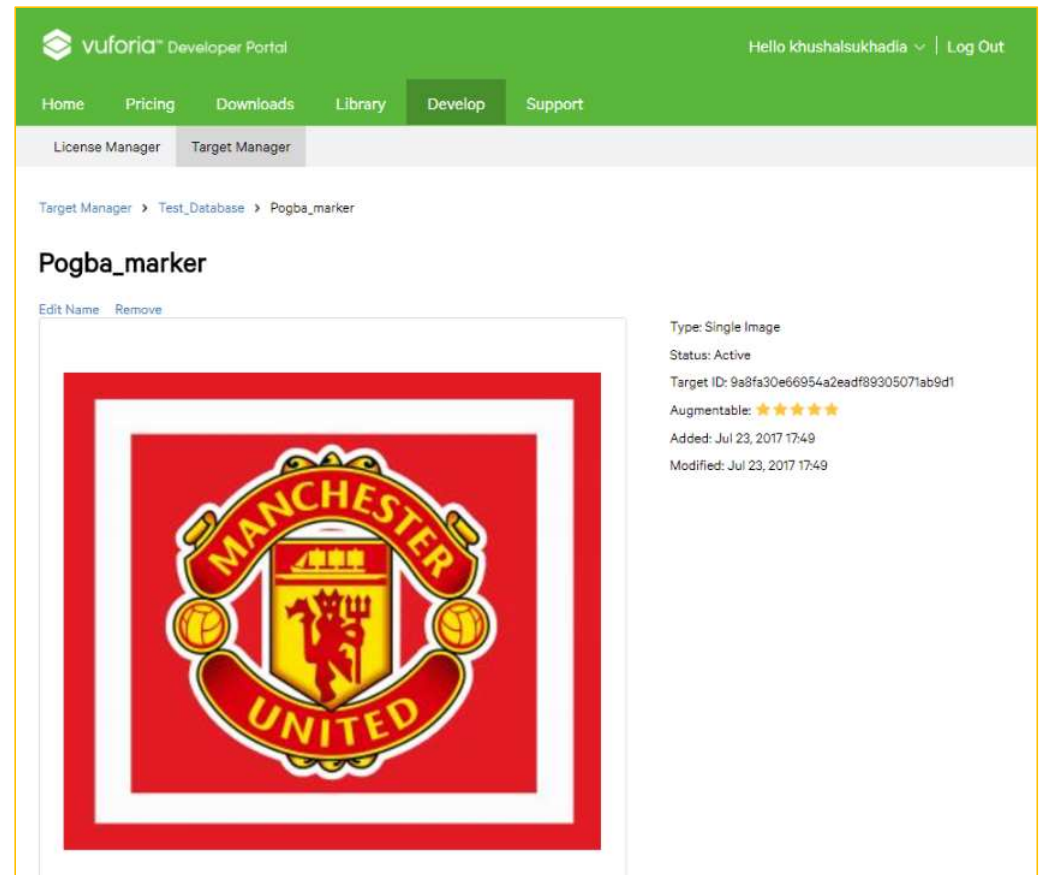 vuforia™ Developer Portal
Hello khushalsukhadia | Log Out
Home Pricing Downloads Library Develop Support
License Manager Target Manager
Target Manager > Test_Database > Pogba_marker
Pogba_marker
Edit Name Remove
Type: Single Image
Status: Active
Target ID: 9a8fa30e66954a2eadf89305071ab9d1
Augmentable:
Added: Jul 23, 2017 17:49
Modified: Jul 23, 2017 17:49
MANCHESTER
UNITED